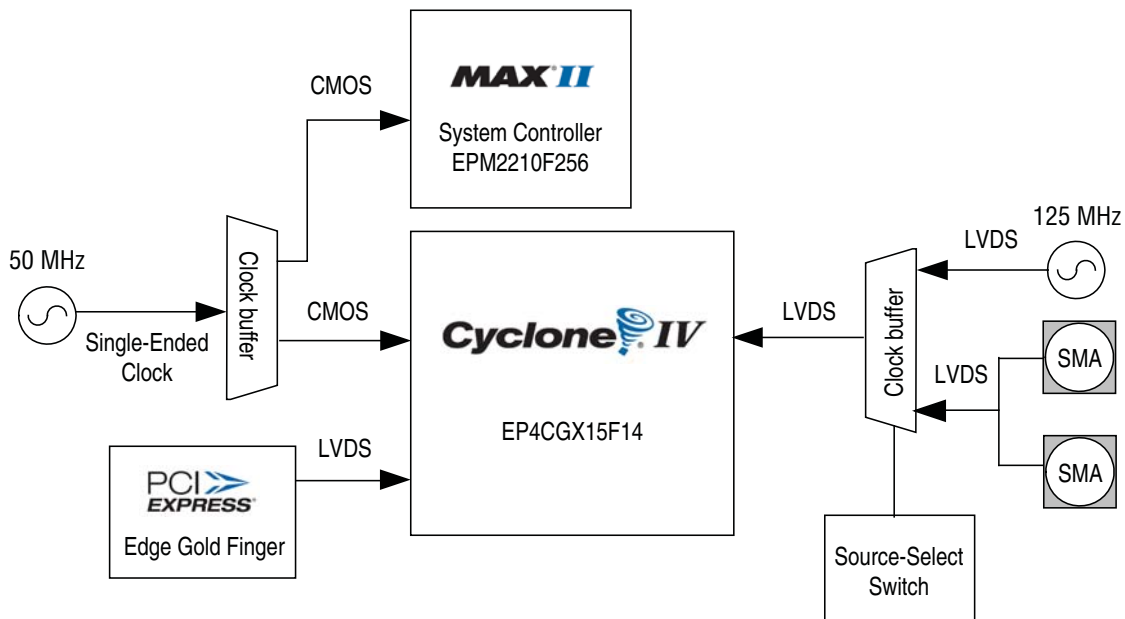 MAX II
System Controller
EPM2210F256
CMOS
50 MHz
Single-Ended
Clock
Clock buffer
CMOS
Cyclone IV
EP4CGX15F14
LVDS
PCI
EXPRESS®
Edge Gold Finger
125 MHz
LVDS
LVDS
Clock buffer
LVDS
SMA
SMA
Source-Select
Switch